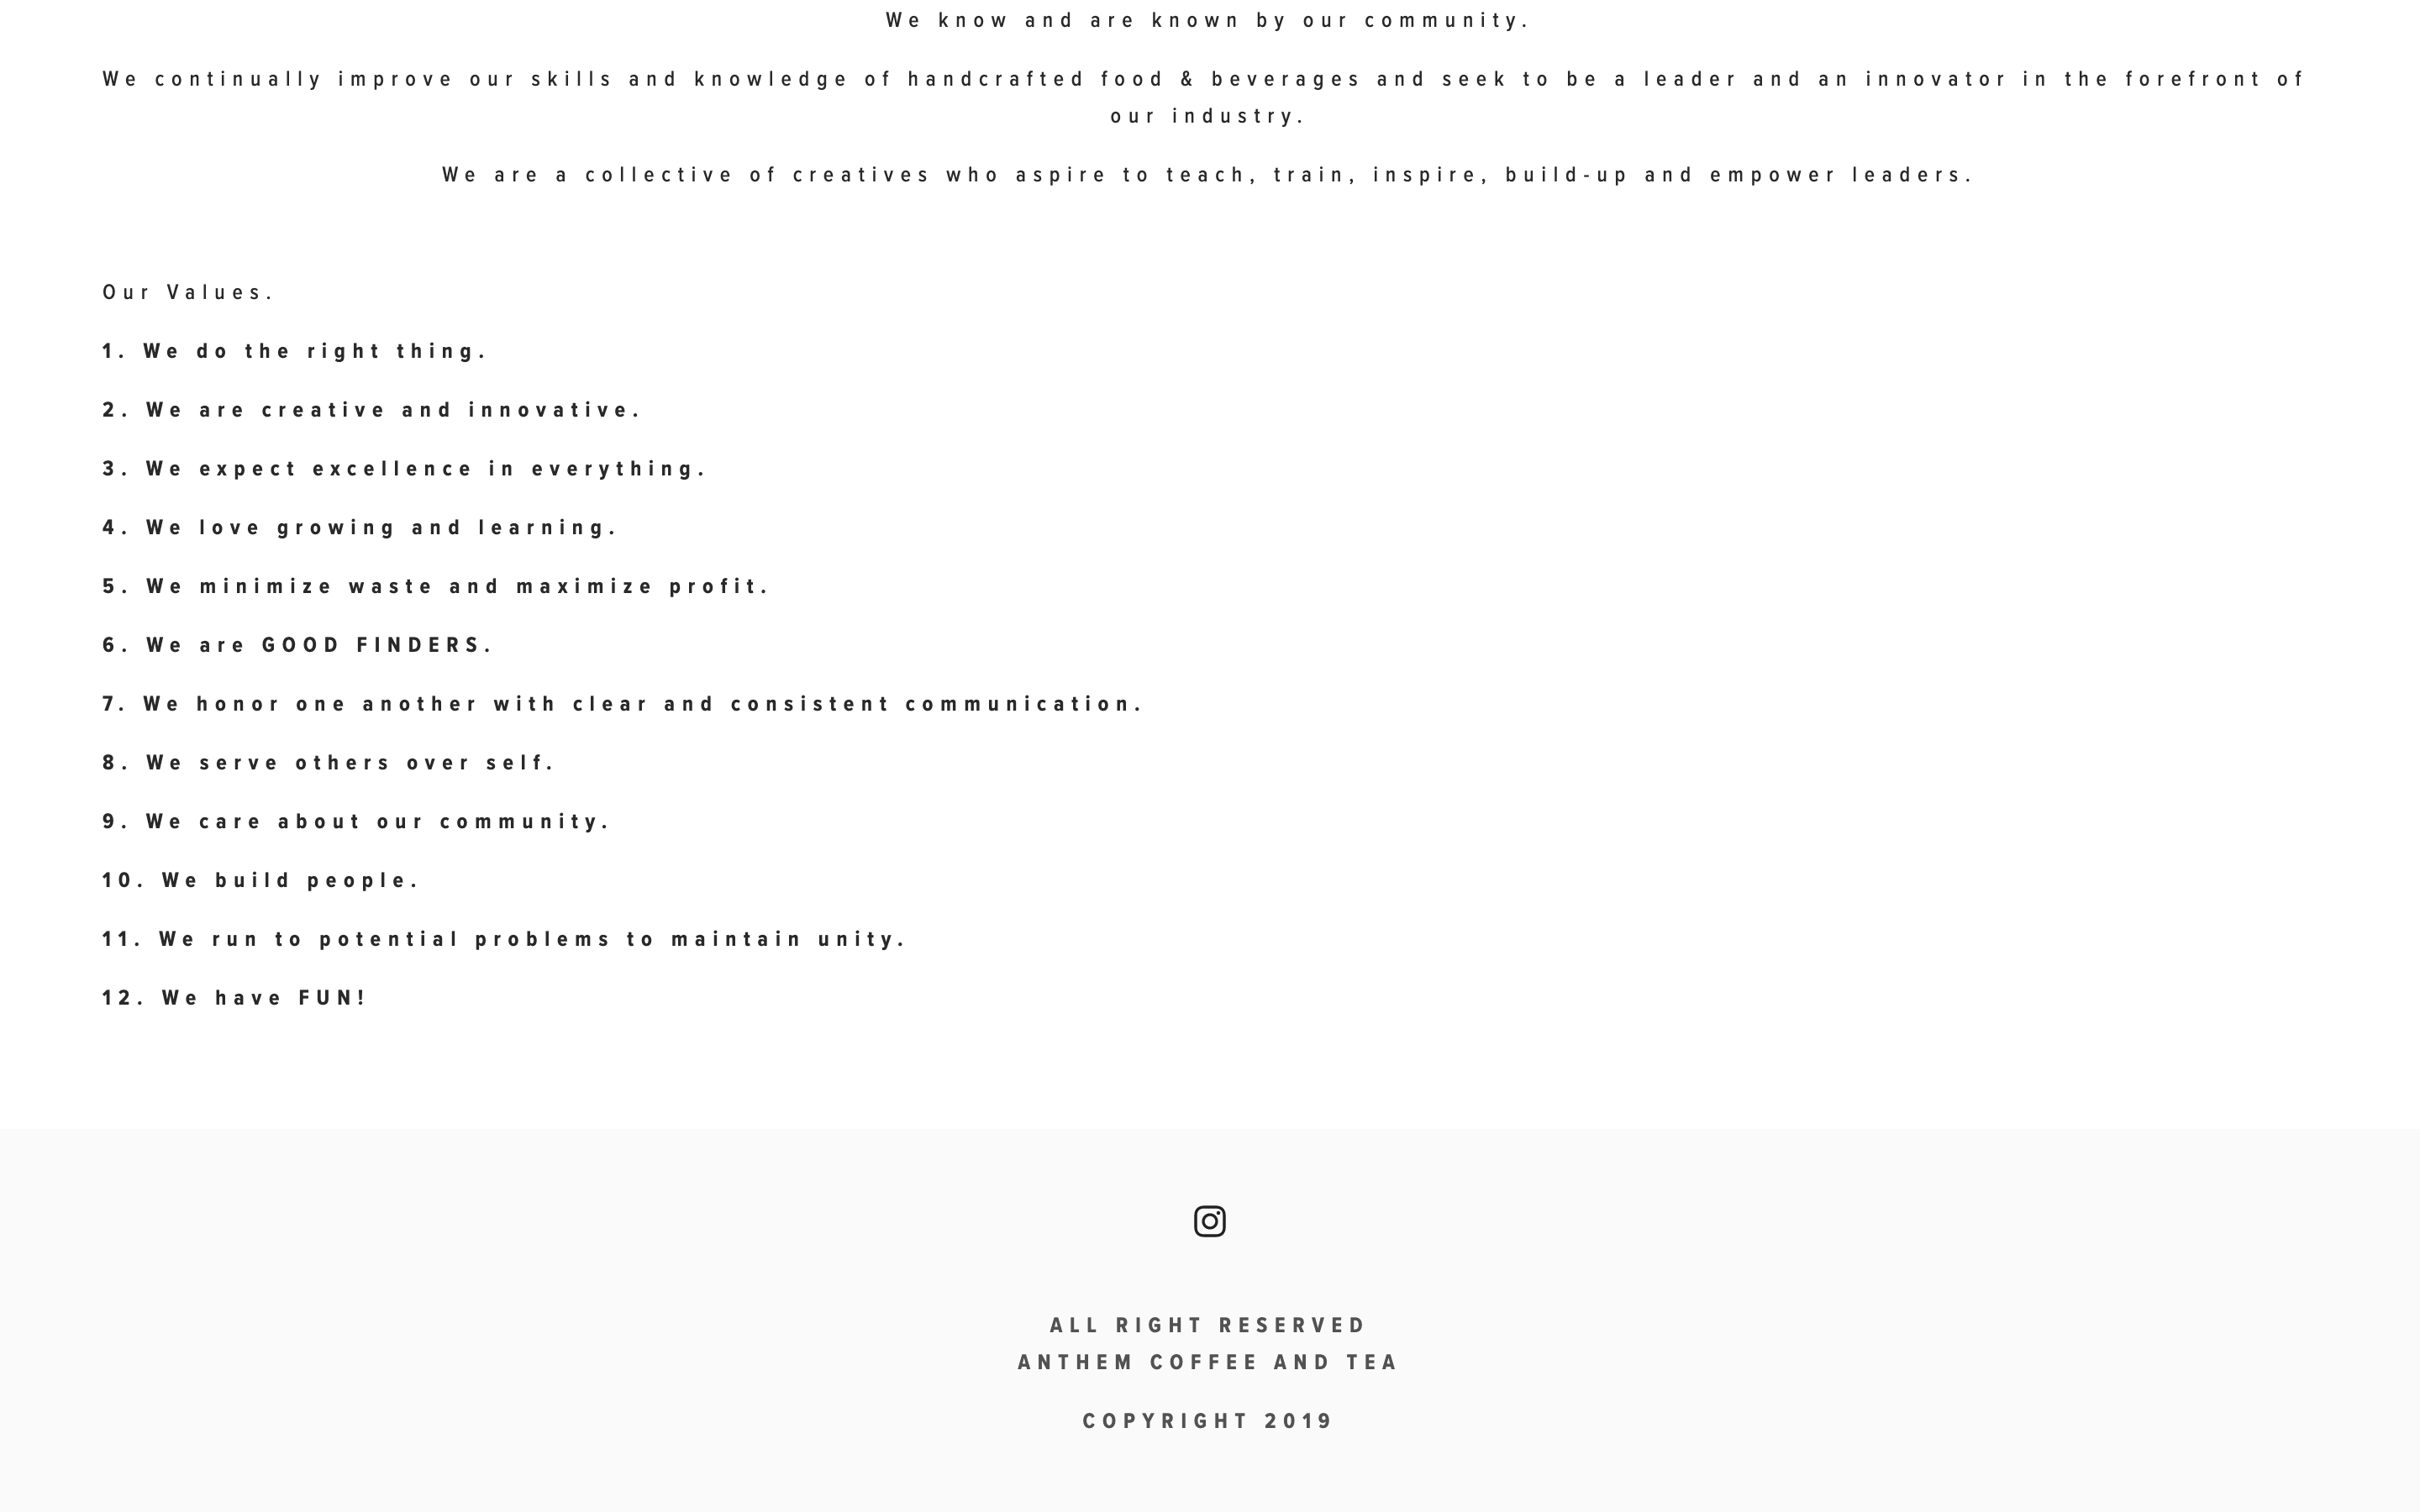 We know and are known by our community.
We continually improve our skills and knowledge of handcrafted food & beverages and seek to be a leader and an innovator in the forefront of
our industry.
We are a collective of creatives who aspire to teach, train, inspire, build-up and empower leaders.
Our Values.
1. We do the right thing.
2. We are creative and innovative.
3. We expect excellence in everything.
4. We love growing and learning.
5. We minimize waste and maximize profit.
6. We are GOOD FINDERS.
7. We honor one another with clear and consistent communication.
8. We serve others over self.
9. We care about our community.
10. We build people.
11. We run to potential problems to maintain unity.
12. We have FUN!
ALL RIGHT RESERVED
ANTHEM COFFEE AND TEA
COPYRIGHT 2019